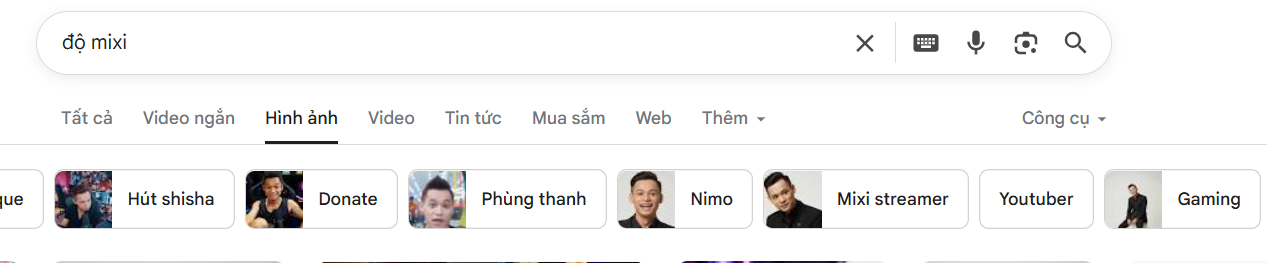 độ mixi
Tất cả Video ngắn Hình ảnh Video Tin tức Mua sắm Web Thêm Công cụ
que Hút shisha Donate Phùng thanh Nimo Mixi streamer Youtuber Gaming